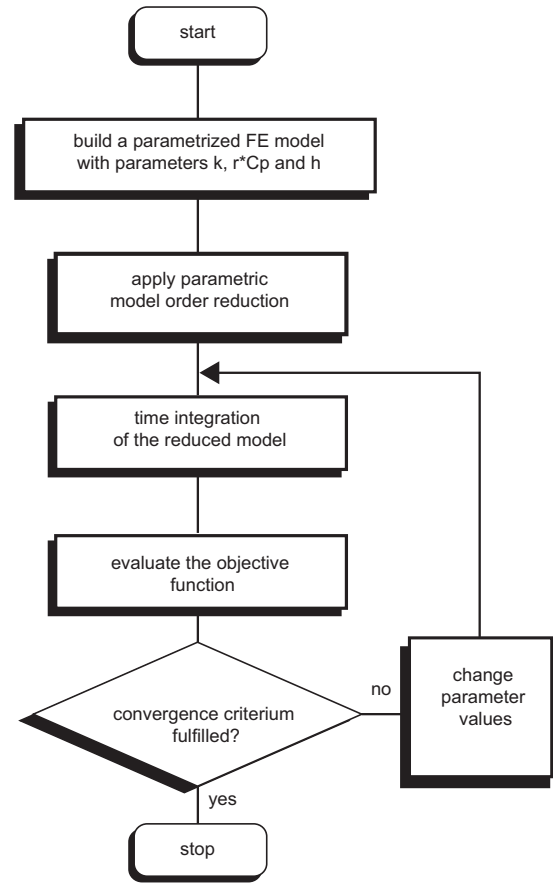 start
build a parametrized FE model
with parameters k, r*Cp and h
apply parametric
model order reduction
time integration
of the reduced model
evaluate the objective
function
convergence criterium
fulfilled?
no
change
parameter
values
yes
stop